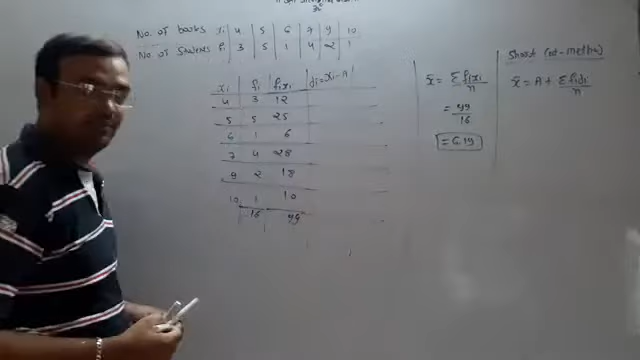 No. of books xi 4 5 6 7 9 10
No of students fi 3 5 1 4 2 1
xi fi fixi di = xi - A
4 3 12
5 5 25
6 1 6
7 4 28
9 2 18
10 1 10
16 99
x̄ = Σ fixi / n
= 99 / 16
= 6.19
Short cut-method
x̄ = A + Σ fidi / n